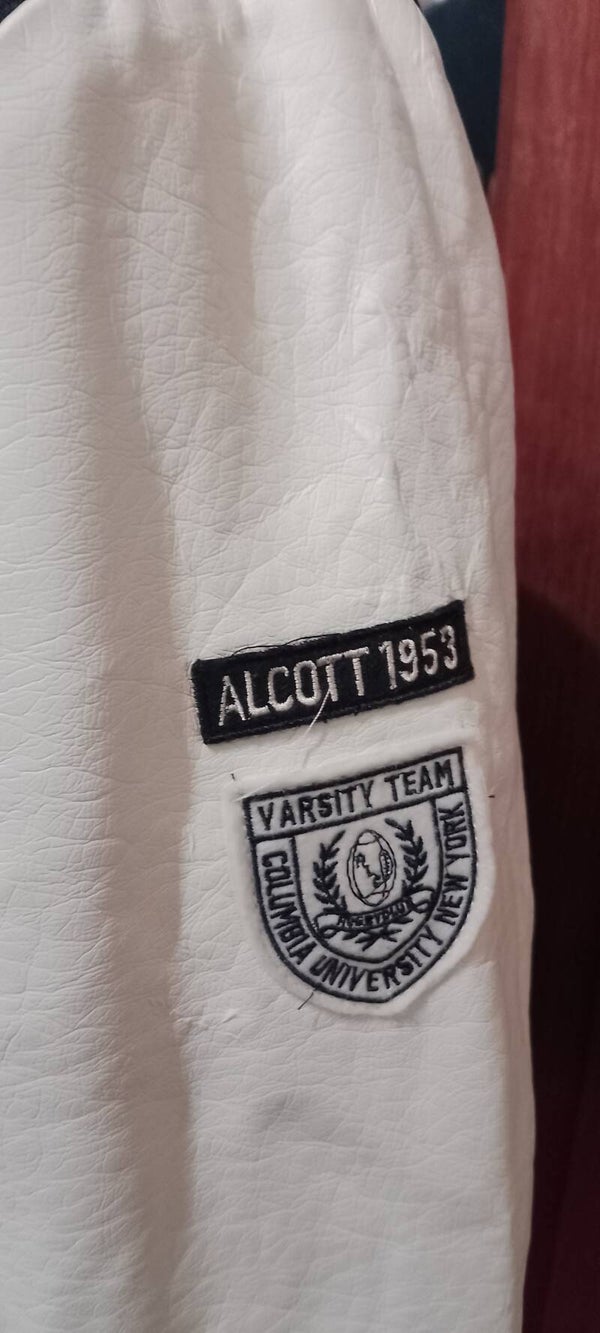 ALCOTT 1953
VARSITY TEAM
COLUMBIA UNIVERSITY NEW YORK